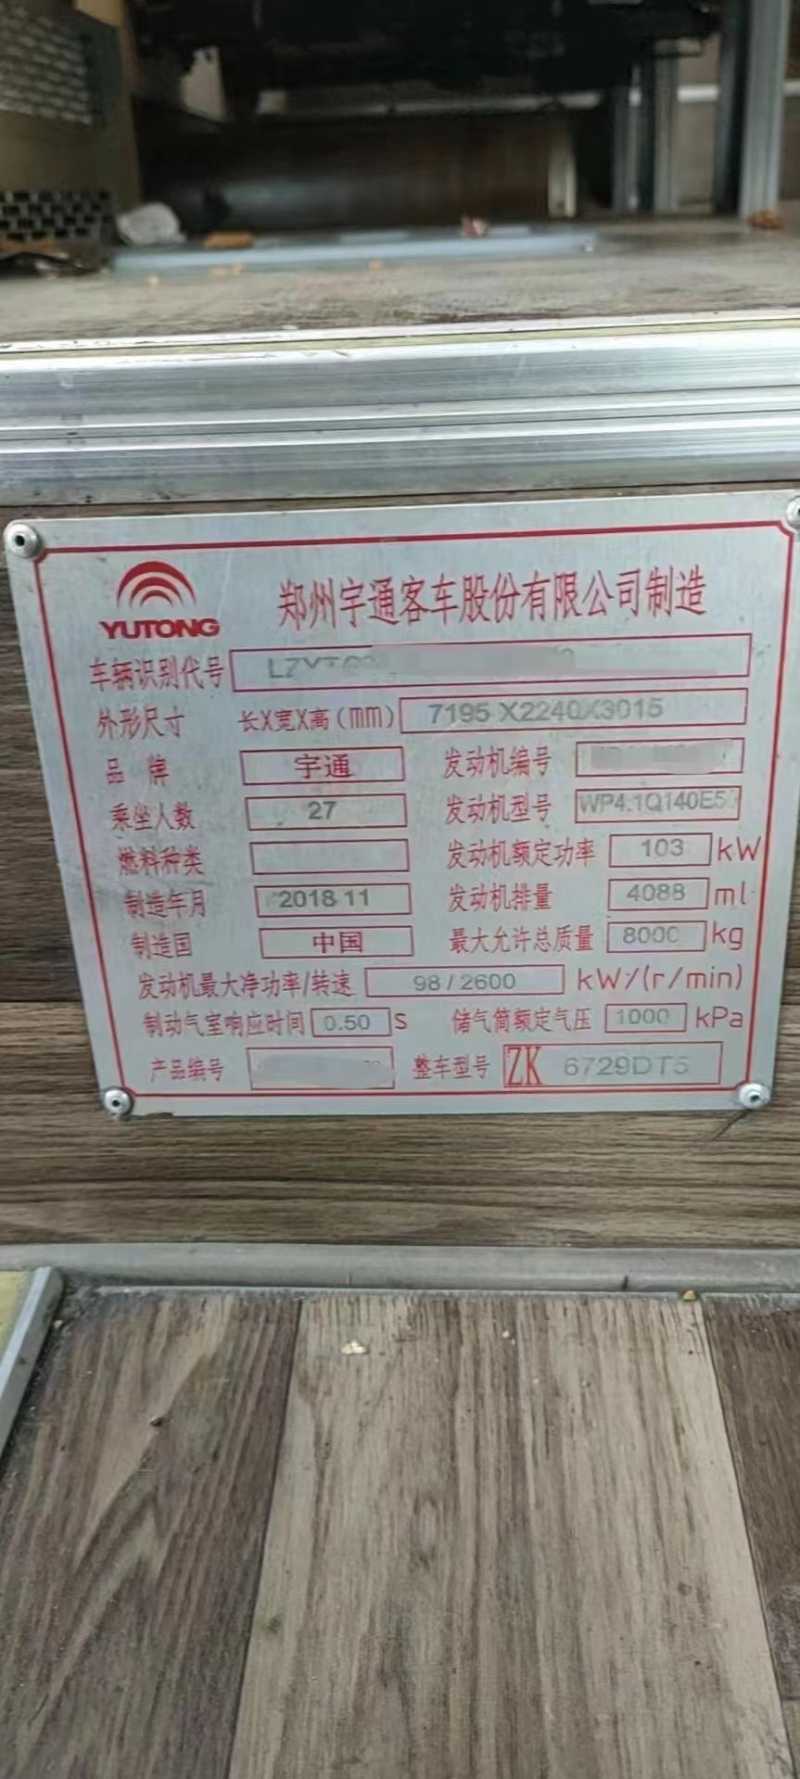 YUTONG
郑州宇通客车股份有限公司制造
车辆识别代号
外形尺寸 长X宽X高(mm) 7195 X2240X3015
品 牌 宇通 发动机编号
乘坐人数 27 发动机型号 WP4.1Q140E50
燃料种类 发动机额定功率 103 kW
制造年月 2018 11 发动机排量 4088 ml
制造国 中国 最大允许总质量 8000 kg
发动机最大净功率/转速 98/2600 kW/(r/min)
制动气室响应时间 0.50 S 储气筒额定气压 1000 kPa
产品编号 整车型号 ZK 6729DT5